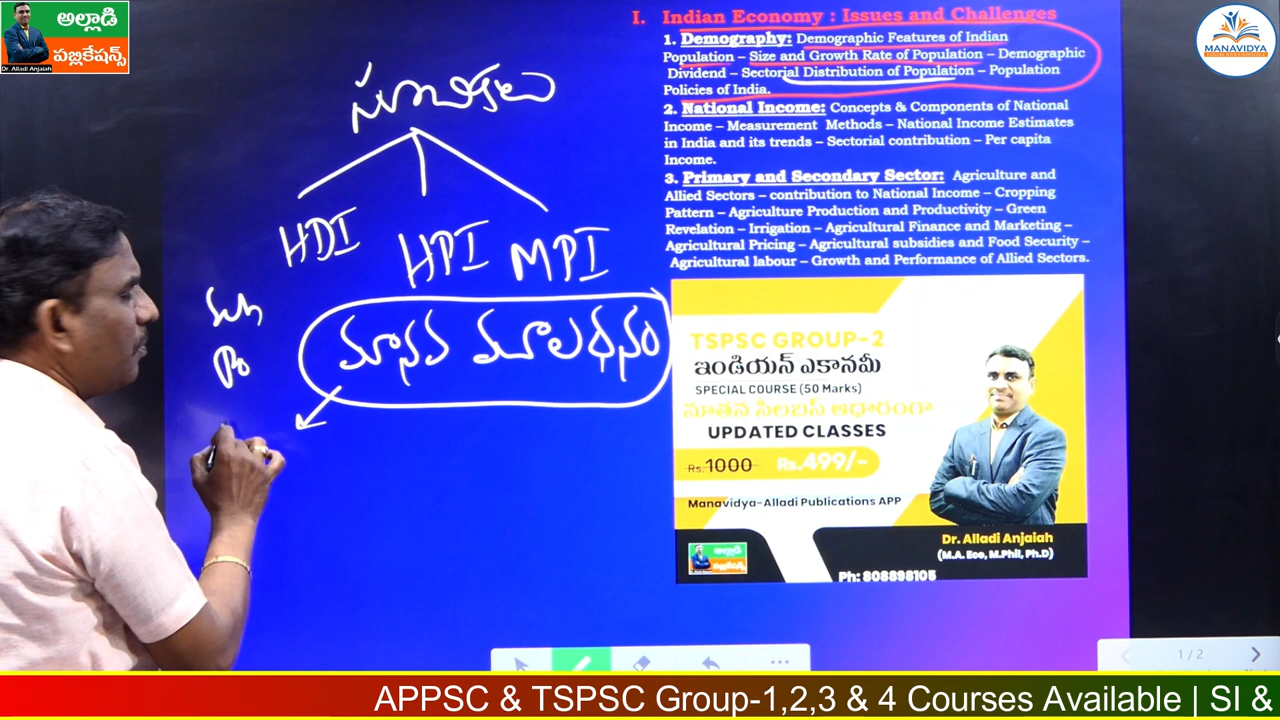 అల్లాడి
పబ్లికేషన్స్
Dr. Alladi Anjaiah
MANAVIDYA
I. Indian Economy : Issues and Challenges
1. Demography: Demographic Features of Indian
Population – Size and Growth Rate of Population – Demographic
Dividend – Sectorial Distribution of Population – Population
Policies of India.
2. National Income: Concepts & Components of National
Income – Measurement Methods – National Income Estimates
in India and its trends – Sectorial contribution – Per capita
Income.
3. Primary and Secondary Sector: Agriculture and
Allied Sectors – contribution to National Income – Cropping
Pattern – Agriculture Production and Productivity – Green
Revelation – Irrigation – Agricultural Finance and Marketing –
Agricultural Pricing – Agricultural subsidies and Food Security –
Agricultural labour – Growth and Performance of Allied Sectors.
సూచికలు
HDI HPI MPI
మానవ మూలధనం
TSPSC GROUP-2
ఇండియన్ ఎకానమీ
SPECIAL COURSE (50 Marks)
నూతన సిలబస్ ఆధారంగా
UPDATED CLASSES
Rs.1000 Rs.499/-
Manavidya-Alladi Publications APP
Dr. Alladi Anjaiah
(M.A. Eco, M.Phil, Ph.D)
అల్లాడి
Ph: 808898105
1 / 2
APPSC & TSPSC Group-1,2,3 & 4 Courses Available | SI &